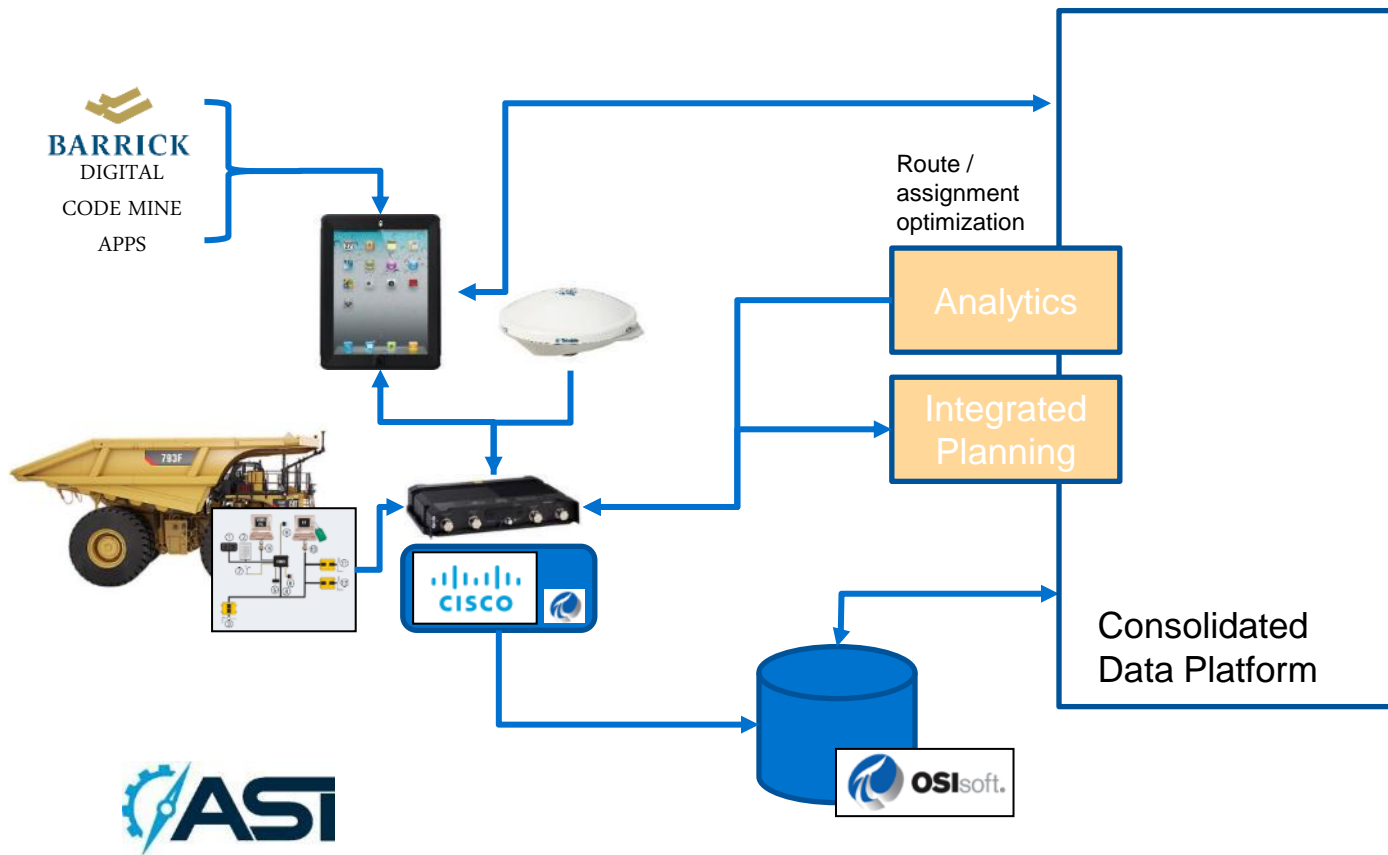 BARRICK
DIGITAL
CODE MINE
APPS
Route /
assignment
optimization
Analytics
Integrated
Planning
793F
CISCO
Consolidated
Data Platform
OSIsoft.
ASI